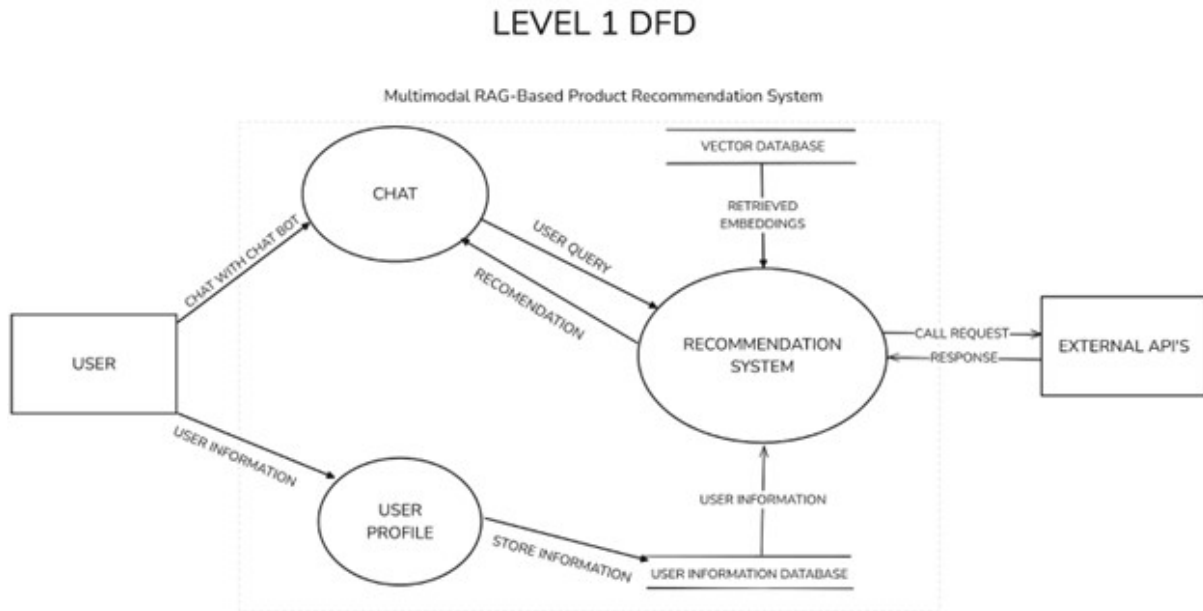 LEVEL 1 DFD
Multimodal RAG-Based Product Recommendation System
VECTOR DATABASE
CHAT
RETRIEVED
EMBEDDINGS
CHAT WITH CHAT BOT
USER QUERY
RECOMENDATION
USER
RECOMMENDATION
SYSTEM
CALL REQUEST
RESPONSE
EXTERNAL API'S
USER INFORMATION
USER
PROFILE
USER INFORMATION
STORE INFORMATION
USER INFORMATION DATABASE